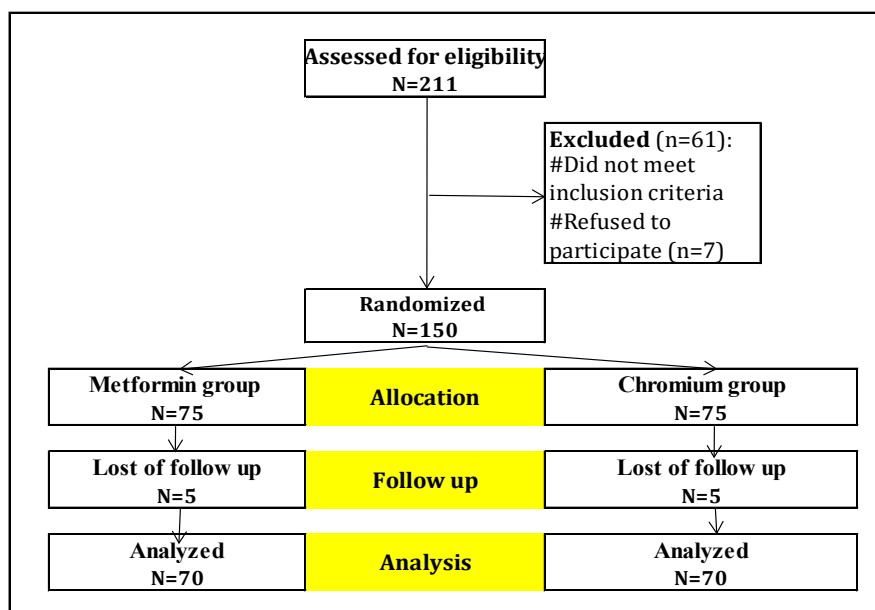 Assessed for eligibility
N=211
Excluded (n=61):
#Did not meet
inclusion criteria
#Refused to
participate (n=7)
Randomized
N=150
Metformin group
N=75
Allocation
Chromium group
N=75
Lost of follow up
N=5
Follow up
Lost of follow up
N=5
Analyzed
N=70
Analysis
Analyzed
N=70